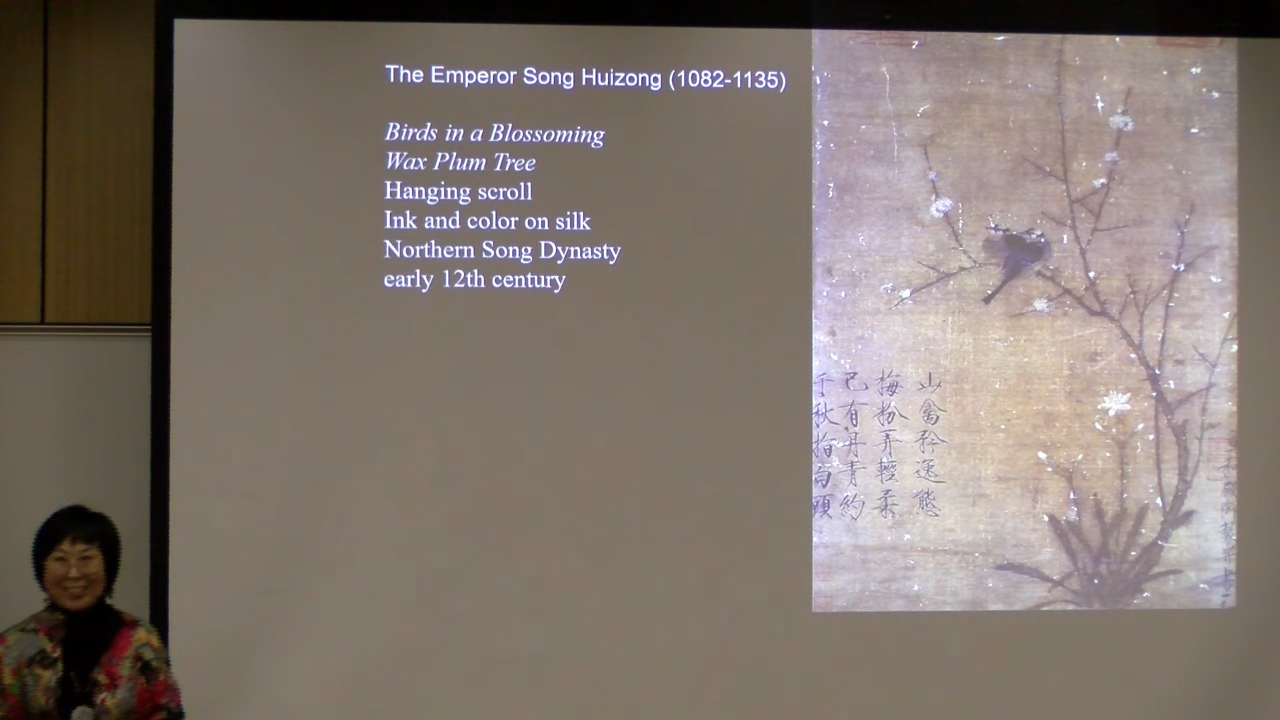 The Emperor Song Huizong (1082-1135)
Birds in a Blossoming
Wax Plum Tree
Hanging scroll
Ink and color on silk
Northern Song Dynasty
early 12th century
山禽矜逸態
梅粉弄輕柔
已有丹青約
千秋指白頭